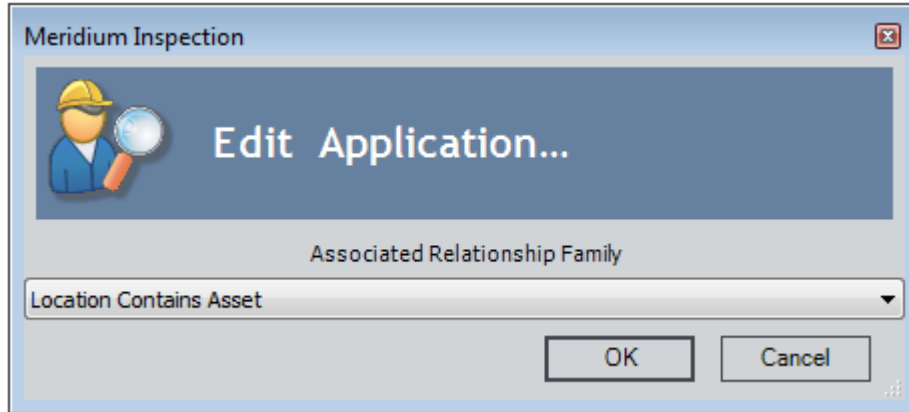 Meridium Inspection
Edit Application...
Associated Relationship Family
Location Contains Asset
OK Cancel